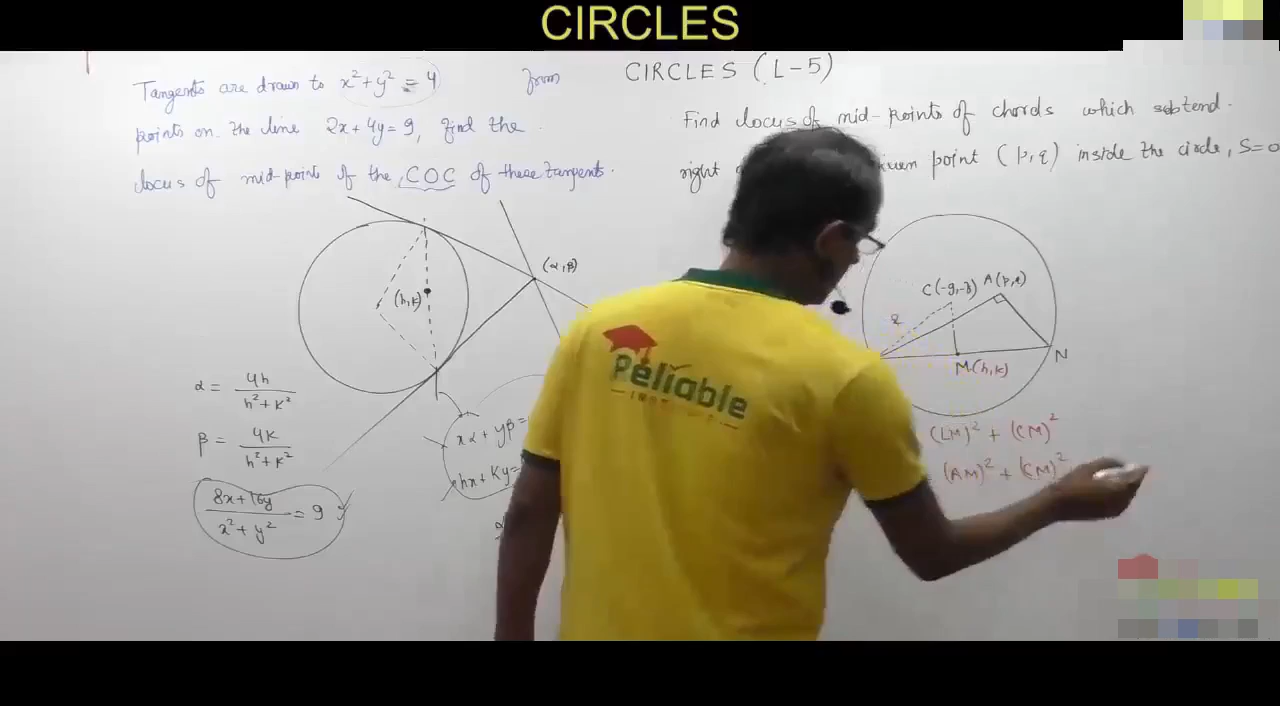 CIRCLES
Tangents are drawn to x²+y² = 4 from
points on the line 2x+4y=9, find the
locus of mid points of the COC of these tangents.
(α,β)
(h,k)
α = 4h / h²+k²
β = 4k / h²+k²
8x+16y / x²+y² = 9
xα + yβ =
hx + ky =
CIRCLES (L-5)
Find locus of mid-points of chords which subtend
right point (p,q) inside the circle, S=0
C(-g,-f) A(p,q)
M(h,k)
N
(LM)² + (CM)²
= (AM)² + (CM)²
Reliable